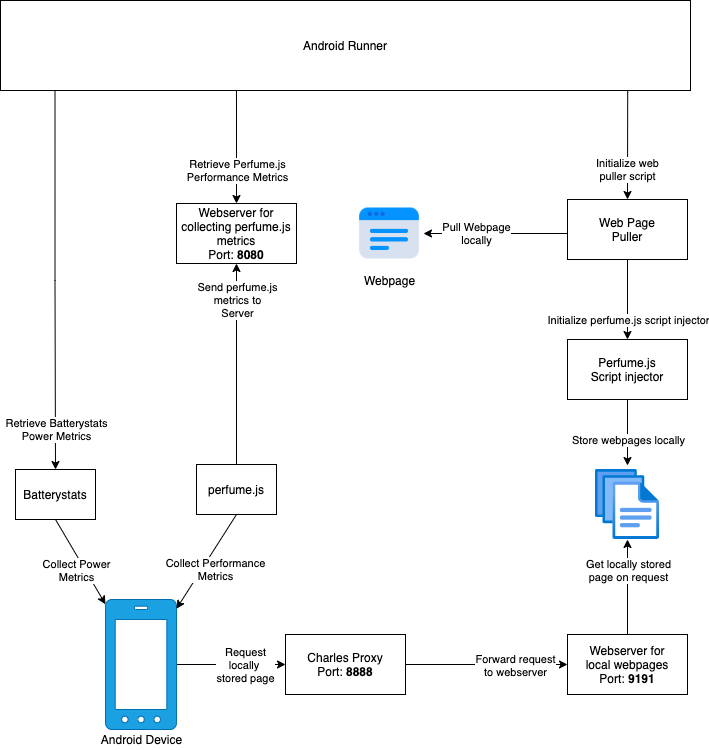 Android Runner
Retrieve Perfume.js
Performance Metrics
Initialize web
puller script
Webserver for
collecting perfume.js
metrics
Port: 8080
Pull Webpage
locally
Web Page
Puller
Webpage
Send perfume.js
metrics to
Server
Initialize perfume.js script injector
Perfume.js
Script injector
Retrieve Batterystats
Power Metrics
Store webpages locally
Batterystats
perfume.js
Collect Power
Metrics
Collect Performance
Metrics
Get locally stored
page on request
Request
locally
stored page
Charles Proxy
Port: 8888
Forward request
to webserver
Webserver for
local webpages
Port: 9191
Android Device